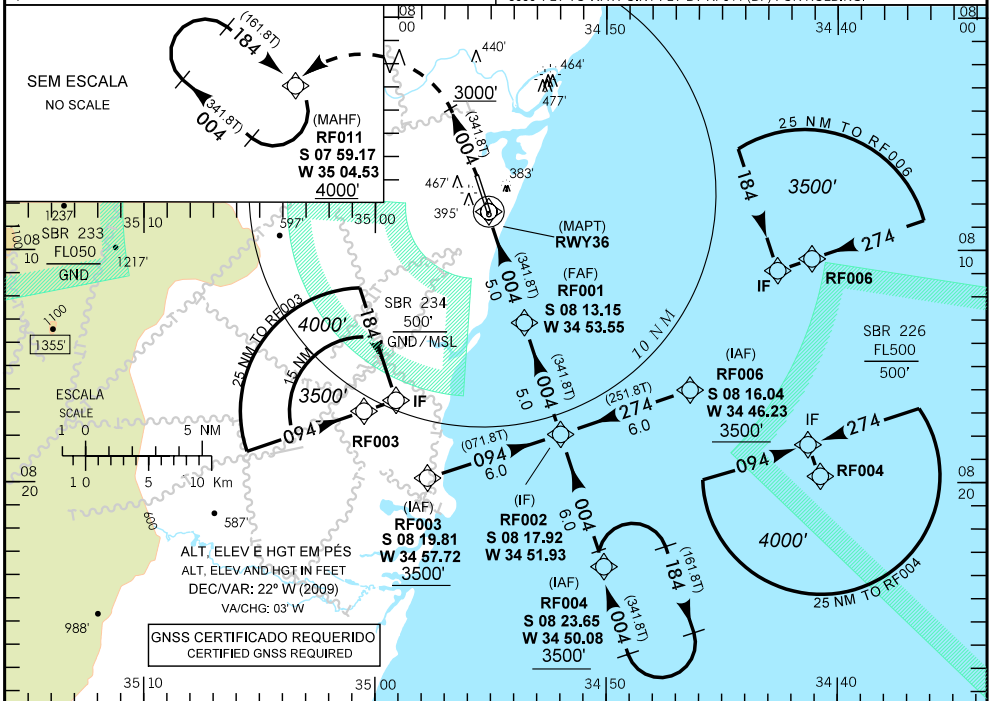 08
00
34 50
34 40
08
00
SEM ESCALA
NO SCALE
(161,8T)
184
(341.8T)
004
(MAHF)
RF011
S 07 59.17
W 35 04.53
4000'
440'
464'
477'
3000'
(341.8T)
004
467'
383'
395'
25 NM TO RF006
3500'
184
274
IF
RF006
1237'
35 10
08
10
SBR 233
FL050
GND
1217'
597'
35 00
(MAPT)
RWY36
08
10
(341.8T)
004
5.0
(FAF)
RF001
S 08 13.15
W 34 53.55
1100
1355'
25 NM TO RF003
4000'
184
15 NM
3500'
094
IF
RF003
SBR 234
500'
GND/MSL
10 NM
SBR 226
FL500
500'
ESCALA
SCALE
1 0 5 NM
1 0 5 10 Km
(341.8T)
004
5.0
(IAF)
RF006
S 08 16.04
W 34 46.23
3500'
(251.8T)
274
6.0
(071.8T)
094
6.0
IF
274
094
RF004
4000'
25 NM TO RF004
08
20
08
20
600
587'
(IAF)
RF003
S 08 19.81
W 34 57.72
3500'
(IF)
RF002
S 08 17.92
W 34 51.93
6.0
004
ALT, ELEV E HGT EM PÉS
ALT, ELEV AND HGT IN FEET
DEC/VAR: 22º W (2009)
VA/CHG: 03' W
(IAF)
RF004
S 08 23.65
W 34 50.08
3500'
(161.8T)
184
(341.8T)
004
988'
GNSS CERTIFICADO REQUERIDO
CERTIFIED GNSS REQUIRED
35 10
35 00
34 50
34 40